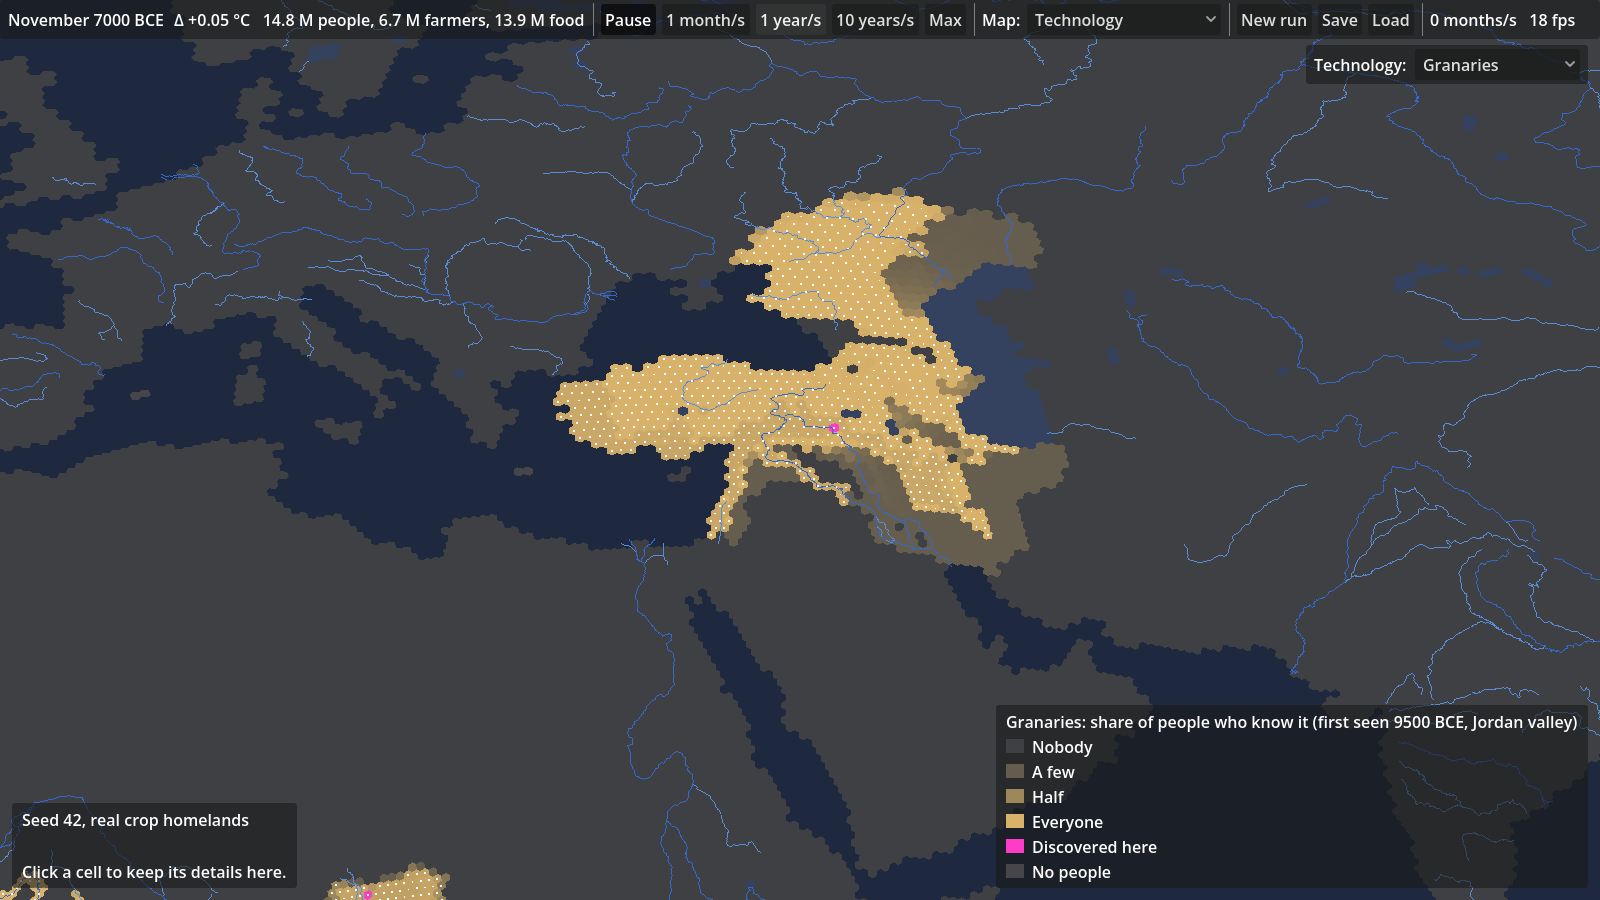 November 7000 BCE Δ +0.05 °C 14.8 M people, 6.7 M farmers, 13.9 M food Pause 1 month/s 1 year/s 10 years/s Max Map: Technology New run Save Load 0 months/s 18 fps
Technology: Granaries
Granaries: share of people who know it (first seen 9500 BCE, Jordan valley)
Nobody
A few
Half
Everyone
Discovered here
No people
Seed 42, real crop homelands
Click a cell to keep its details here.